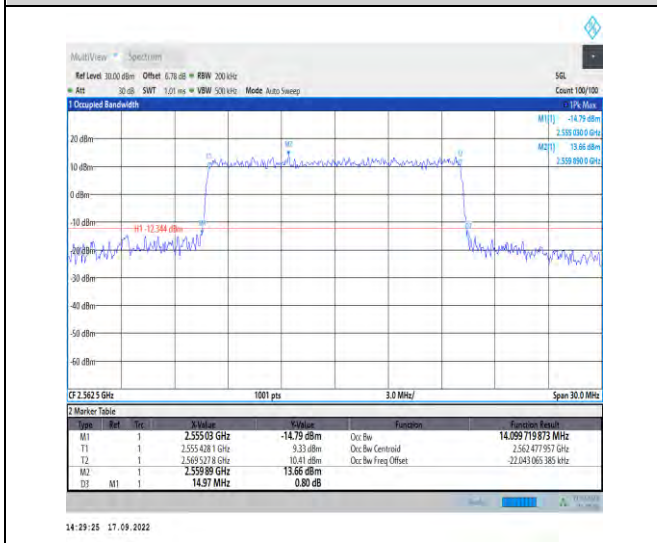 MultiView Spectrum
Ref Level 30.00 dBm Offset 6.78 dB RBW 200 kHz SGL
Att 30 dB SWT 1.01 ms VBW 500 kHz Mode Auto Sweep Count 100/100
1 Occupied Bandwidth 1Pk Max
M1[1] -14.79 dBm
2.555 030 0 GHz
M2[1] 13.66 dBm
2.559 890 0 GHz
20 dBm
M2
T1
T2
10 dBm
0 dBm
-10 dBm
H1 -12.344 dBm
-20 dBm
-30 dBm
-40 dBm
-50 dBm
-60 dBm
CF 2.562 5 GHz 1001 pts 3.0 MHz/ Span 30.0 MHz
2 Marker Table
Type Ref Trc X-Value Y-Value Function Function Result
M1 1 2.555 03 GHz -14.79 dBm Occ Bw 14.099 719 873 MHz
T1 1 2.555 428 1 GHz 9.33 dBm Occ Bw Centroid 2.562 477 957 GHz
T2 1 2.569 527 8 GHz 10.41 dBm Occ Bw Freq Offset -22.043 065 385 kHz
M2 1 2.559 89 GHz 13.66 dBm
D3 M1 1 14.97 MHz 0.80 dB
14:29:25 17.09.2022